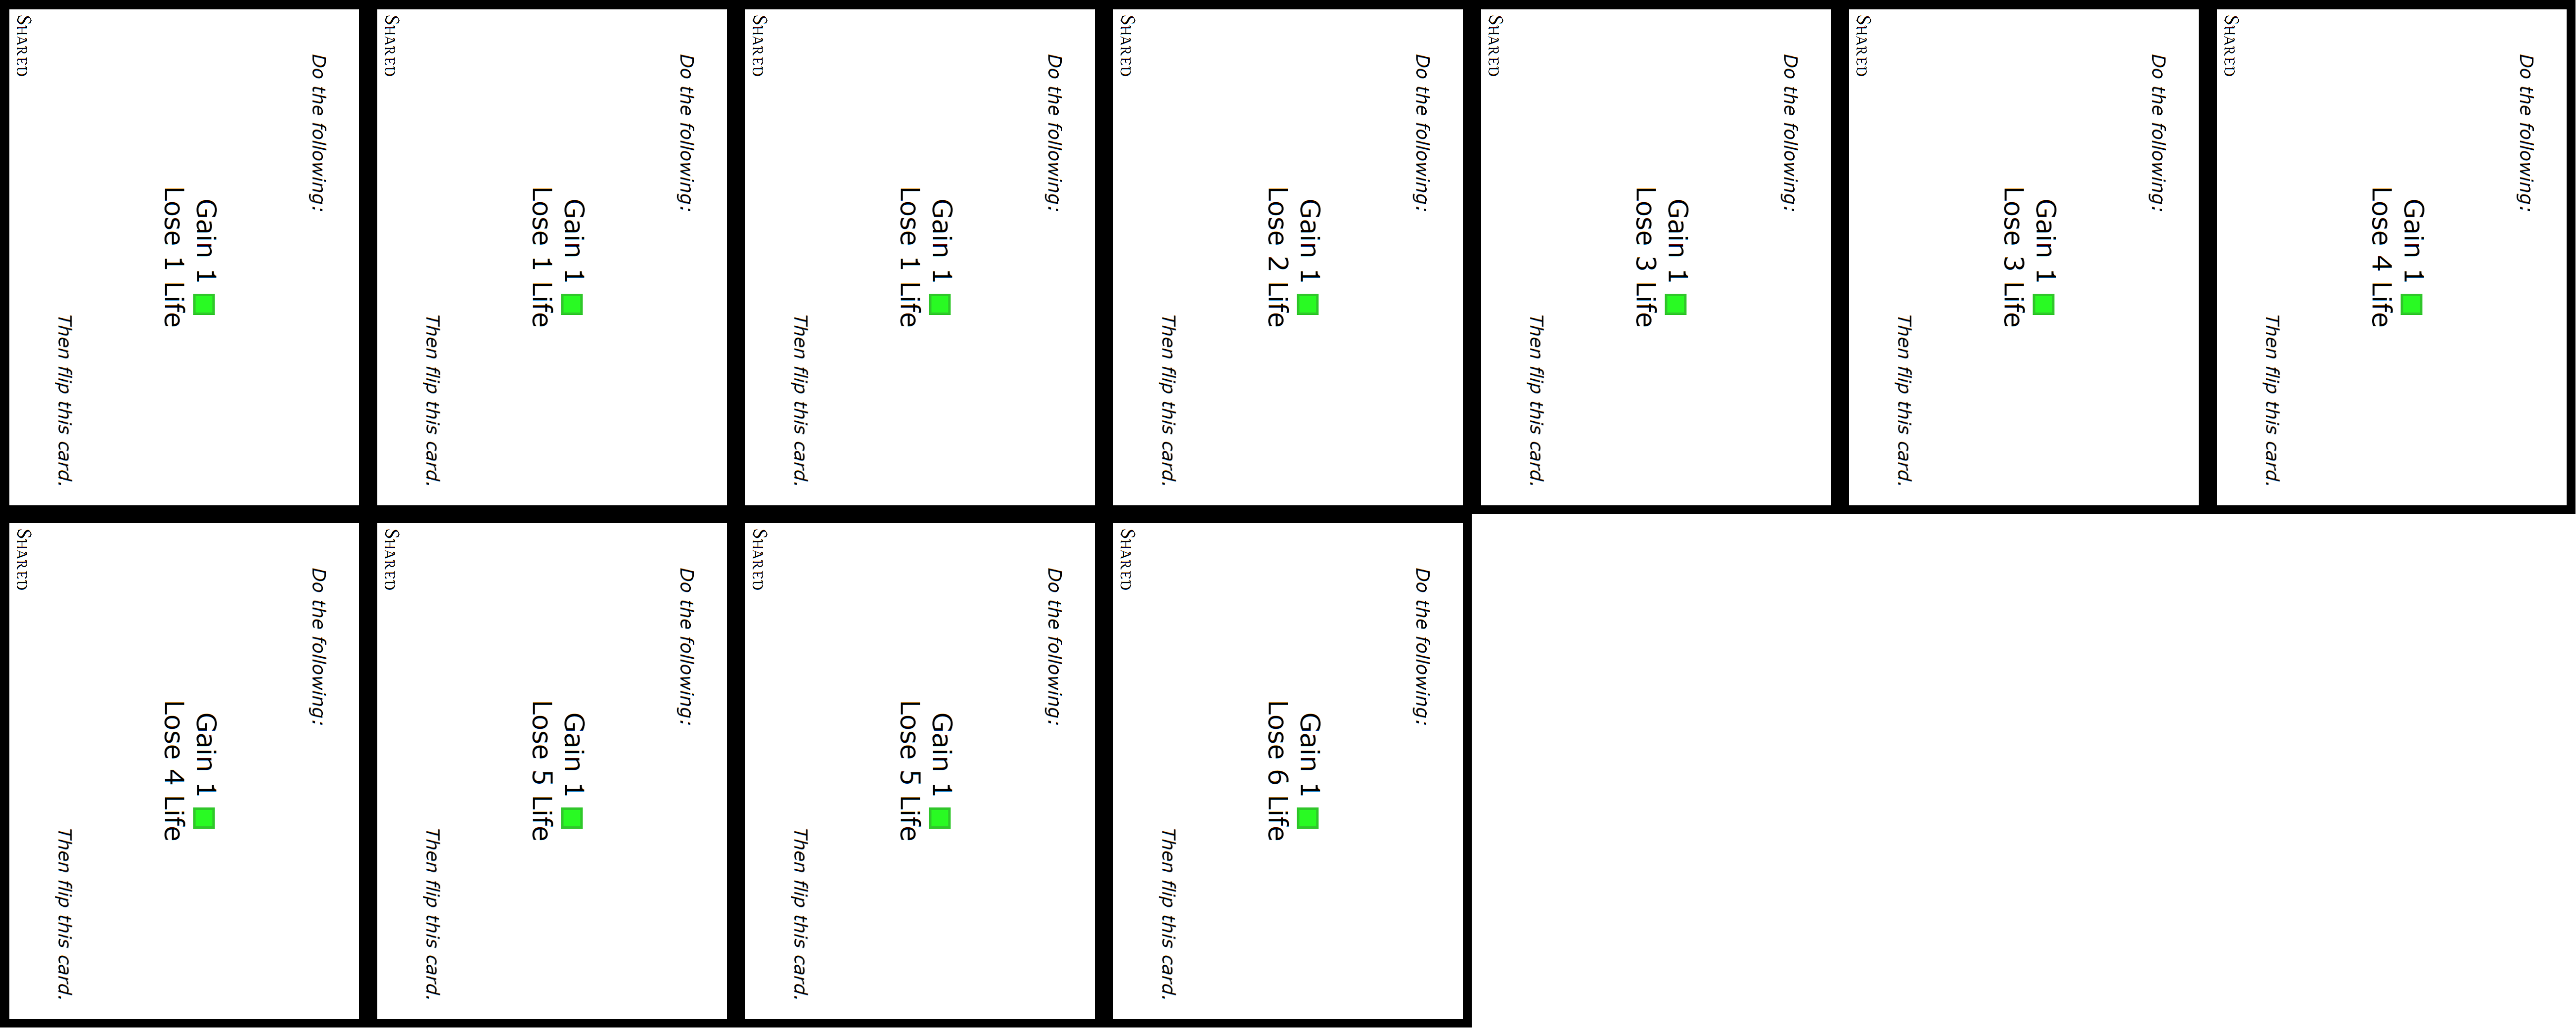 Do the following:
Gain 1
Lose 1 Life
Then flip this card.
Shared
Do the following:
Gain 1
Lose 1 Life
Then flip this card.
Shared
Do the following:
Gain 1
Lose 1 Life
Then flip this card.
Shared
Do the following:
Gain 1
Lose 2 Life
Then flip this card.
Shared
Do the following:
Gain 1
Lose 3 Life
Then flip this card.
Shared
Do the following:
Gain 1
Lose 3 Life
Then flip this card.
Shared
Do the following:
Gain 1
Lose 4 Life
Then flip this card.
Shared
Do the following:
Gain 1
Lose 4 Life
Then flip this card.
Shared
Do the following:
Gain 1
Lose 5 Life
Then flip this card.
Shared
Do the following:
Gain 1
Lose 5 Life
Then flip this card.
Shared
Do the following:
Gain 1
Lose 6 Life
Then flip this card.
Shared